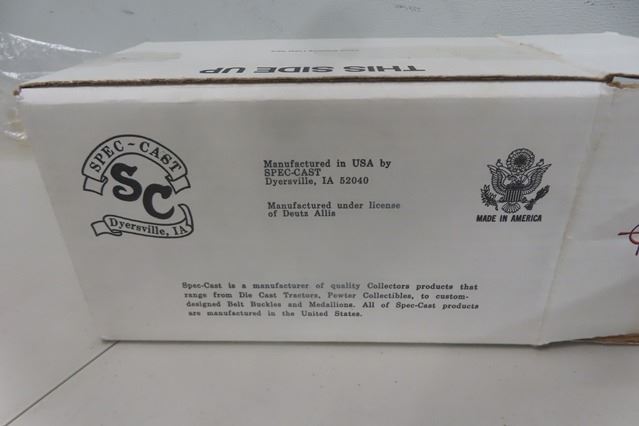 THIS SIDE UP
SPEC-CAST
SC
Dyersville, IA
Manufactured in USA by
SPEC-CAST
Dyersville, IA 52040
Manufactured under license
of Deutz Allis
MADE IN AMERICA
Spec-Cast is a manufacturer of quality Collectors products that
range from Die Cast Tractors, Pewter Collectibles, to custom-
designed Belt Buckles and Medallions. All of Spec-Cast products
are manufactured in the United States.